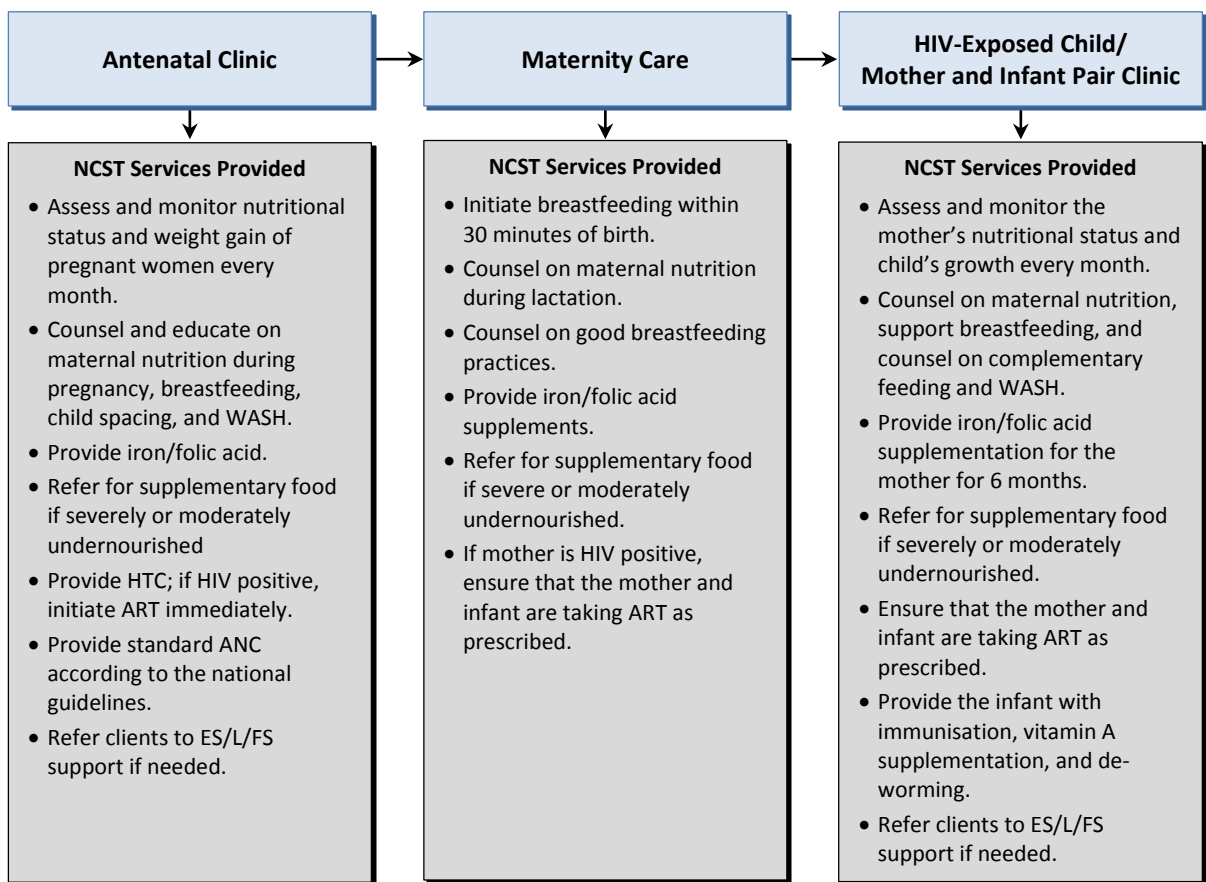 Antenatal Clinic
Maternity Care
HIV-Exposed Child/
Mother and Infant Pair Clinic
NCST Services Provided
• Assess and monitor nutritional
status and weight gain of
pregnant women every
month.
• Counsel and educate on
maternal nutrition during
pregnancy, breastfeeding,
child spacing, and WASH.
• Provide iron/folic acid.
• Refer for supplementary food
if severely or moderately
undernourished
• Provide HTC; if HIV positive,
initiate ART immediately.
• Provide standard ANC
according to the national
guidelines.
• Refer clients to ES/L/FS
support if needed.
NCST Services Provided
• Initiate breastfeeding within
30 minutes of birth.
• Counsel on maternal nutrition
during lactation.
• Counsel on good breastfeeding
practices.
• Provide iron/folic acid
supplements.
• Refer for supplementary food
if severe or moderately
undernourished.
• If mother is HIV positive,
ensure that the mother and
infant are taking ART as
prescribed.
NCST Services Provided
• Assess and monitor the
mother’s nutritional status and
child’s growth every month.
• Counsel on maternal nutrition,
support breastfeeding, and
counsel on complementary
feeding and WASH.
• Provide iron/folic acid
supplementation for the
mother for 6 months.
• Refer for supplementary food
if severely or moderately
undernourished.
• Ensure that the mother and
infant are taking ART as
prescribed.
• Provide the infant with
immunisation, vitamin A
supplementation, and de-
worming.
• Refer clients to ES/L/FS
support if needed.